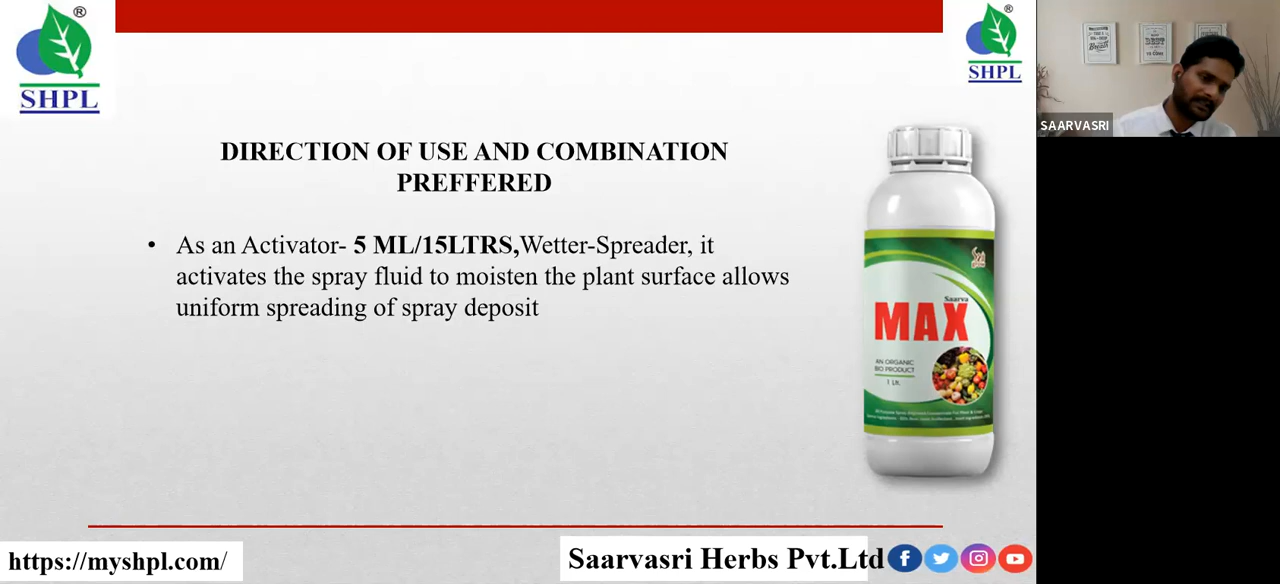 ®
SHPL
®
SHPL
SAARVASRI
DIRECTION OF USE AND COMBINATION
PREFFERED
• As an Activator- 5 ML/15LTRS,Wetter-Spreader, it
activates the spray fluid to moisten the plant surface allows
uniform spreading of spray deposit
Saarva
MAX
AN ORGANIC
BIO PRODUCT
1 Ltr.
https://myshpl.com/
Saarvasri Herbs Pvt.Ltd